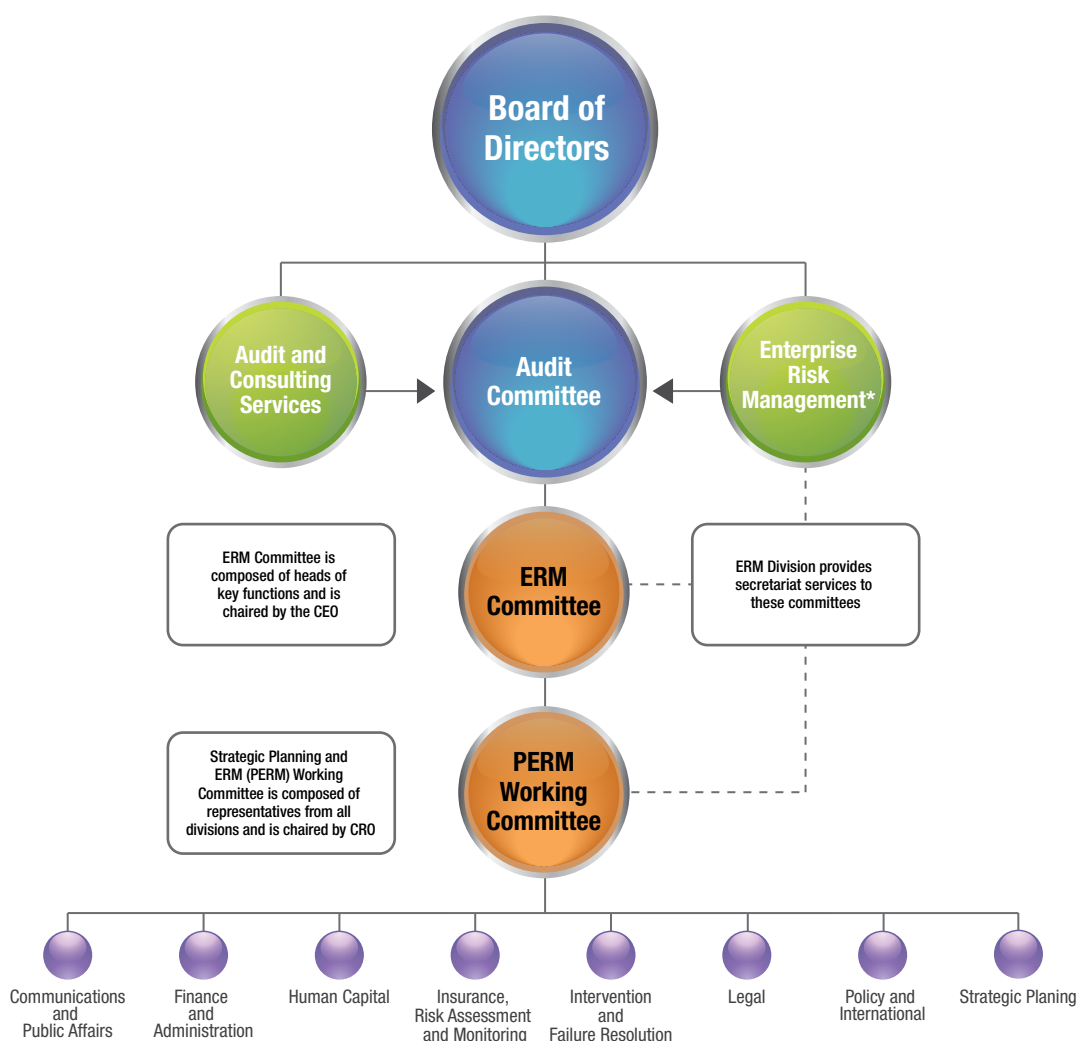 Board of
Directors
Audit and
Consulting
Services
Audit
Committee
Enterprise
Risk
Management*
ERM Committee is
composed of heads of
key functions and is
chaired by the CEO
ERM
Committee
ERM Division provides
secretariat services to
these committees
Strategic Planning and
ERM (PERM) Working
Committee is composed of
representatives from all
divisions and is chaired by CRO
PERM
Working
Committee
Communications
and
Public Affairs
Finance
and
Administration
Human Capital
Insurance,
Risk Assessment
and Monitoring
Intervention
and
Failure Resolution
Legal
Policy and
International
Strategic Planing